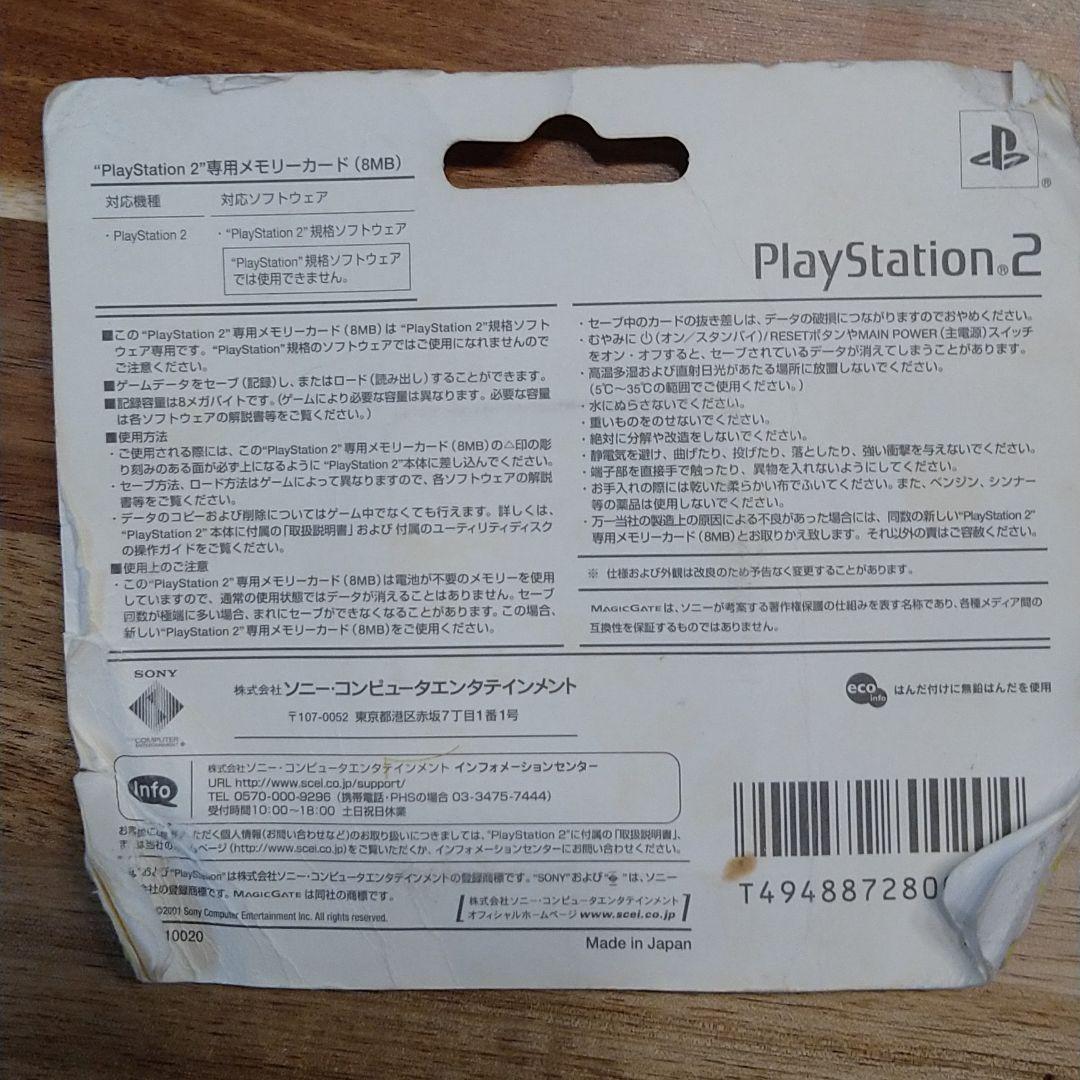 “PlayStation 2”専用メモリーカード(8MB)
対応機種 対応ソフトウェア
・PlayStation 2 ・“PlayStation 2”規格ソフトウェア
“PlayStation”規格ソフトウェア
では使用できません。
PlayStation®2
■この“PlayStation 2”専用メモリーカード(8MB)は“PlayStation 2”規格ソフト
ウェア専用です。“PlayStation”規格のソフトウェアではご使用になれませんので
ご注意ください。
■ゲームデータをセーブ(記録)し、またはロード(読み出し)することができます。
■記録容量は8メガバイトです。(ゲームにより必要な容量は異なります。必要な容量
は各ソフトウェアの解説書等をご覧ください。)
■使用方法
・ご使用される際には、この“PlayStation 2”専用メモリーカード(8MB)の△印の彫
り刻みのある面が必ず上になるように“PlayStation 2”本体に差し込んでください。
・セーブ方法、ロード方法はゲームによって異なりますので、各ソフトウェアの解説
書等をご覧ください。
・データのコピーおよび削除についてはゲーム中でなくても行えます。詳しくは、
“PlayStation 2”本体に付属の「取扱説明書」および付属のユーティリティディスク
の操作ガイドをご覧ください。
■使用上のご注意
・この“PlayStation 2”専用メモリーカード(8MB)は電池が不要のメモリーを使用
していますので、通常の使用状態ではデータが消えることはありません。セーブ
回数が極端に多い場合、まれにセーブができなくなることがあります。この場合、
新しい“PlayStation 2”専用メモリーカード(8MB)をご使用ください。
・セーブ中のカードの抜き差しは、データの破損につながりますのでおやめください。
・むやみに⏻(オン/スタンバイ)/RESETボタンやMAIN POWER(主電源)スイッチ
をオン・オフすると、セーブされているデータが消えてしまうことがあります。
・高温多湿および直射日光があたる場所に放置しないでください。
(5℃〜35℃の範囲でご使用ください。)
・水にぬらさないでください。
・重いものをのせないでください。
・絶対に分解や改造をしないでください。
・静電気を避け、曲げたり、投げたり、落としたり、強い衝撃を与えないでください。
・端子部を直接手で触ったり、異物を入れないようにしてください。
・お手入れの際には乾いた柔らかい布でふいてください。また、ベンジン、シンナー
等の薬品は使用しないでください。
・万一当社の製造上の原因による不良があった場合には、同数の新しい“PlayStation 2”
専用メモリーカード(8MB)とお取りかえ致します。それ以外の責はご容赦ください。
※ 仕様および外観は改良のため予告なく変更することがあります。
MAGICGATEは、ソニーが考案する著作権保護の仕組みを表す名称であり、各種メディア間の
互換性を保証するものではありません。
SONY
COMPUTER
ENTERTAINMENT®
株式会社ソニー・コンピュータエンタテインメント
〒107-0052 東京都港区赤坂7丁目1番1号
eco info
はんだ付けに無鉛はんだを使用
Info
株式会社ソニー・コンピュータエンタテインメント インフォメーションセンター
URL http://www.scei.co.jp/support/
TEL 0570-000-9296(携帯電話・PHSの場合 03-3475-7444)
受付時間10:00〜18:00 土日祝日休業
ただく個人情報(お問い合わせなど)のお取り扱いにつきましては、“PlayStation 2”に付属の「取扱説明書」、
は当社の ムページ(http://www.scei.co.jp)をご覧いただくか、インフォメーションセンターにお問い合わせください。
および“PlayStation”は株式会社ソニー・コンピュータエンタテインメントの登録商標です。“SONY”および“ ”は、ソニー
会社の登録商標です。MAGICGATEは同社の商標です。
©2001 Sony Computer Entertainment Inc. All rights reserved.
株式会社ソニー・コンピュータエンタテインメント
オフィシャルホームページ www.scei.co.jp
10020
Made in Japan
T49488728